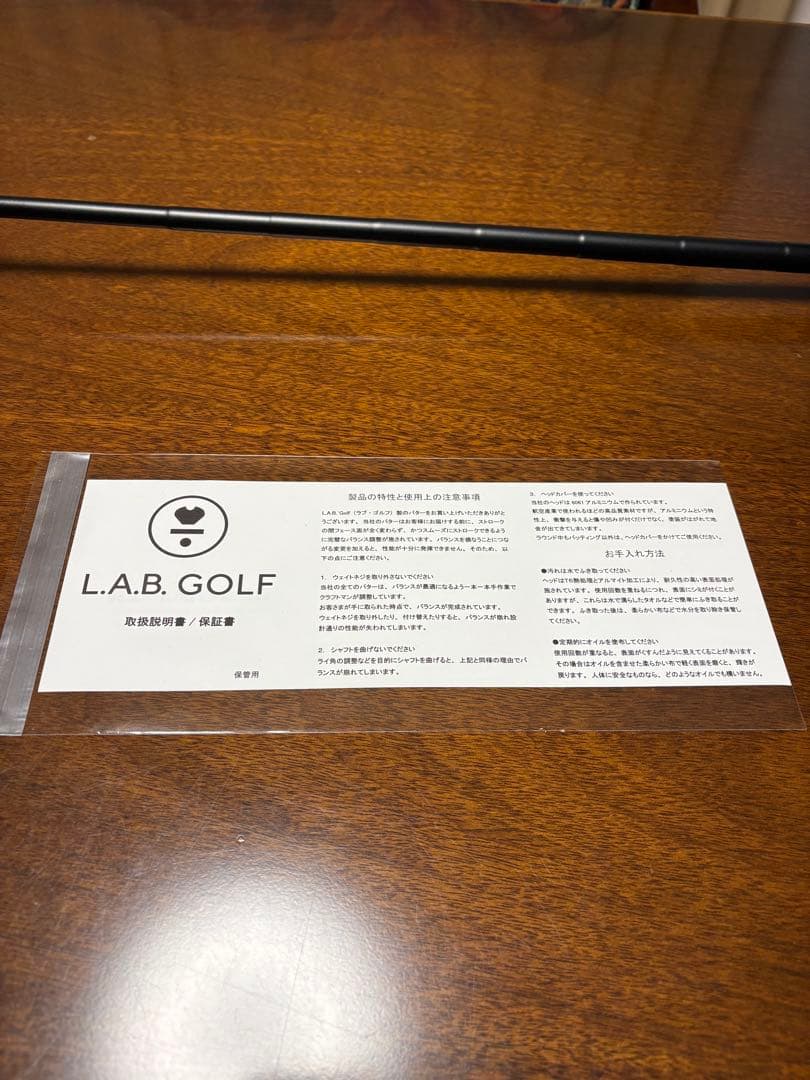 L.A.B. GOLF
取扱説明書 / 保証書
保管用
製品の特性と使用上の注意事項
L.A.B. Golf（ラブ・ゴルフ）製のパターをお買い上げいただきありがと
うございます。当社のパターはお客様にお届けする前に、ストローク
の間フェース面が全く変わらず、かつスムーズにストロークできるよう
に完璧なバランス調整が施されています。バランスを損なうことにつな
がる変更を加えると、性能が十分に発揮できません。そのため、以
下の点にご注意ください。
1. ウェイトネジを取り外さないでください
当社の全てのパターは、バランスが最適になるよう一本一本手作業で
クラフトマンが調整しています。
お客さまが手に取られた時点で、バランスが完成されています。
ウェイトネジを取り外したり、付け替えたりすると、バランスが崩れ設
計通りの性能が失われてしまいます。
2. シャフトを曲げないでください
ライ角の調整などを目的にシャフトを曲げると、上記と同様の理由でバ
ランスが崩れてしまいます。
3. ヘッドカバーを使ってください
当社のヘッドは 6061 アルミニウムで作られています。
航空産業で使われるほどの高品質素材ですが、アルミニウムという特
性上、衝撃を与えると傷や凹みが付くだけでなく、塗装がはがれて地
金が出てきてしまいます。
ラウンド中もパッティング以外は、ヘッドカバーをかけてご使用ください。
お手入れ方法
●汚れは水でふき取ってください
ヘッドはT6熱処理とアルマイト加工により、耐久性の高い表面処理が
施されています。使用回数を重ねるにつれ、表面にシミが付くことが
ありますが、これらは水で濡らしたタオルなどで簡単にふき取ることが
できます。ふき取った後は、柔らかい布などで水分を取り除き保管し
てください。
●定期的にオイルを塗布してください
使用回数が重なると、表面がくすんだように見えてくることがあります。
その場合はオイルを含ませた柔らかい布で軽く表面を磨くと、輝きが
戻ります。人体に安全なものなら、どのようなオイルでも構いません。